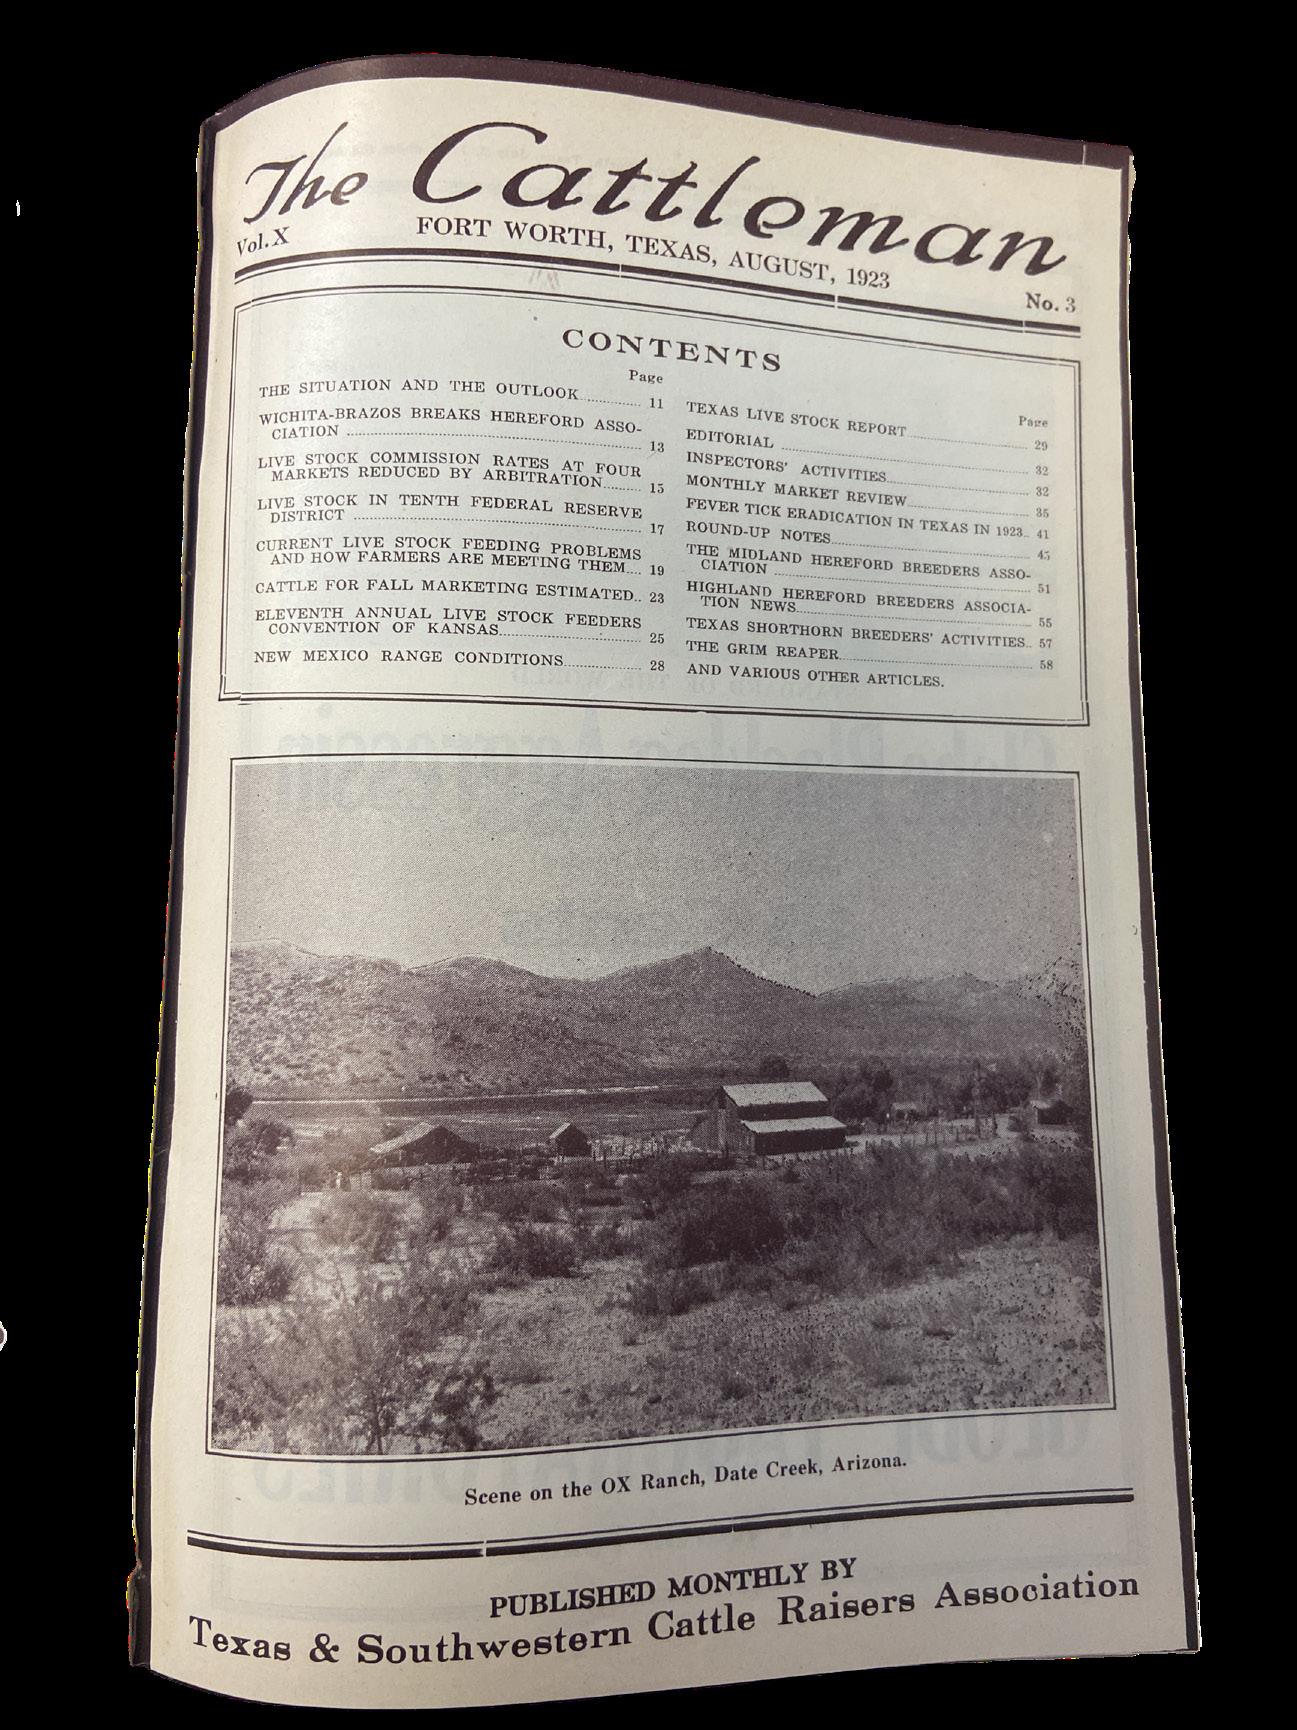 The Cattleman
Vol. X
FORT WORTH, TEXAS, AUGUST, 1923
No. 3
CONTENTS
Page
THE SITUATION AND THE OUTLOOK 11
WICHITA-BRAZOS BREAKS HEREFORD ASSO-
CIATION 13
LIVE STOCK COMMISSION RATES AT FOUR
MARKETS REDUCED BY ARBITRATION 15
LIVE STOCK IN TENTH FEDERAL RESERVE
DISTRICT 17
CURRENT LIVE STOCK FEEDING PROBLEMS
AND HOW FARMERS ARE MEETING THEM 19
CATTLE FOR FALL MARKETING ESTIMATED 23
ELEVENTH ANNUAL LIVE STOCK FEEDERS
CONVENTION OF KANSAS 25
NEW MEXICO RANGE CONDITIONS 28
Page
TEXAS LIVE STOCK REPORT 29
EDITORIAL 32
INSPECTORS' ACTIVITIES 32
MONTHLY MARKET REVIEW 35
FEVER TICK ERADICATION IN TEXAS IN 1923 41
ROUND-UP NOTES 45
THE MIDLAND HEREFORD BREEDERS ASSO-
CIATION 51
HIGHLAND HEREFORD BREEDERS ASSOCIA-
TION NEWS 55
TEXAS SHORTHORN BREEDERS' ACTIVITIES 57
THE GRIM REAPER 58
AND VARIOUS OTHER ARTICLES.
Scene on the OX Ranch, Date Creek, Arizona.
PUBLISHED MONTHLY BY
Texas & Southwestern Cattle Raisers Association